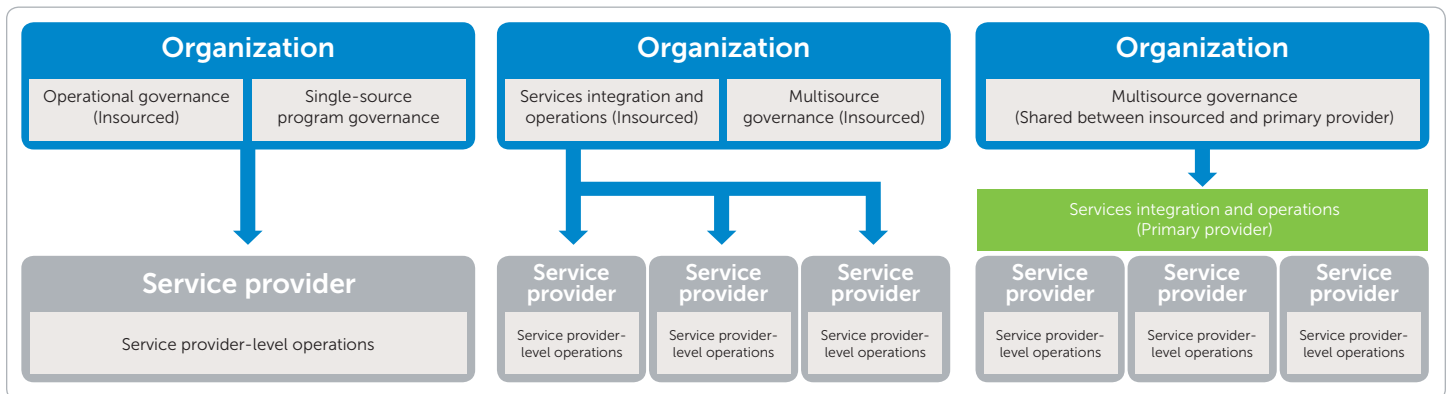 Organization
Operational governance
(Insourced)
Single-source
program governance
Service provider
Service provider-level operations
Organization
Services integration and
operations (Insourced)
Multisource
governance (Insourced)
Service
provider
Service provider-
level operations
Service
provider
Service provider-
level operations
Service
provider
Service provider-
level operations
Organization
Multisource governance
(Shared between insourced and primary provider)
Services integration and operations
(Primary provider)
Service
provider
Service provider-
level operations
Service
provider
Service provider-
level operations
Service
provider
Service provider-
level operations